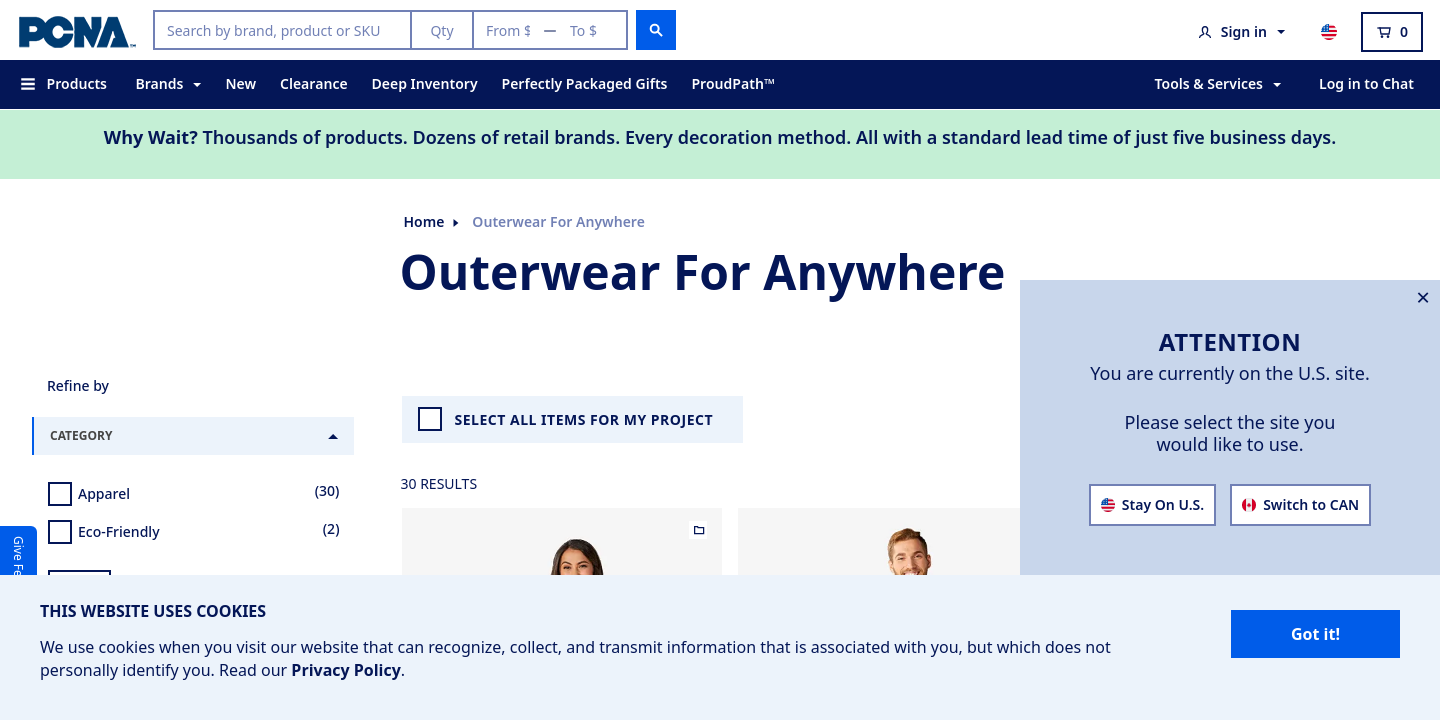 PCNA™
Search by brand, product or SKU
Qty
From $ — To $
Sign in
0
Products
Brands
New
Clearance
Deep Inventory
Perfectly Packaged Gifts
ProudPath™
Tools & Services
Log in to Chat
Why Wait? Thousands of products. Dozens of retail brands. Every decoration method. All with a standard lead time of just five business days.
Home
Outerwear For Anywhere
Outerwear For Anywhere
Refine by
CATEGORY
Apparel
(30)
Eco-Friendly
(2)
SELECT ALL ITEMS FOR MY PROJECT
30 RESULTS
ATTENTION
You are currently on the U.S. site.
Please select the site you
would like to use.
Stay On U.S.
Switch to CAN
Give Fe
THIS WEBSITE USES COOKIES
We use cookies when you visit our website that can recognize, collect, and transmit information that is associated with you, but which does not
personally identify you. Read our Privacy Policy.
Got it!